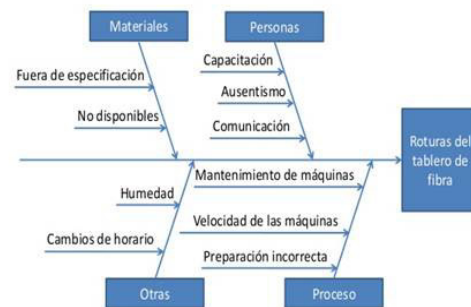 Materiales
Personas
Fuera de especificación
No disponibles
Capacitación
Ausentismo
Comunicación
Roturas del
tablero de
fibra
Humedad
Cambios de horario
Mantenimiento de máquinas
Velocidad de las máquinas
Preparación incorrecta
Otras
Proceso